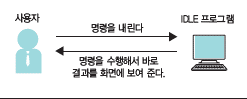 사용자
IDLE 프로그램
명령을 내린다
명령을 수행해서 바로
결과를 화면에 보여 준다.